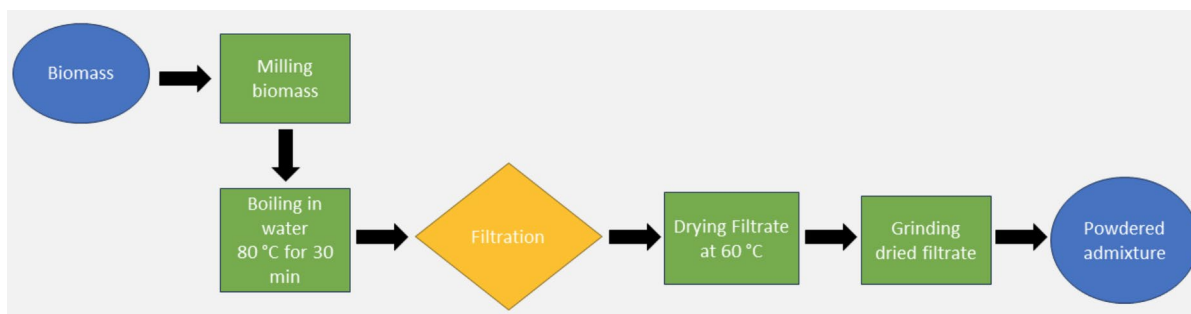 Biomass
Milling
biomass
Boiling in
water
80 °C for 30
min
Filtration
Drying Filtrate
at 60 °C
Grinding
dried filtrate
Powdered
admixture